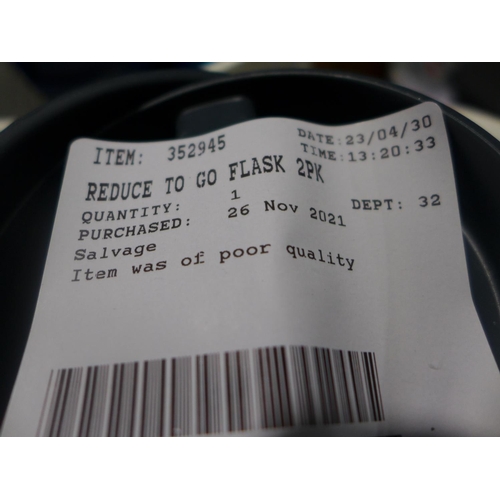 ITEM: 352945 DATE:23/04/30
TIME:13:20:33
REDUCE TO GO FLASK 2PK
QUANTITY: 1 DEPT: 32
PURCHASED: 26 Nov 2021
Salvage
Item was of poor quality